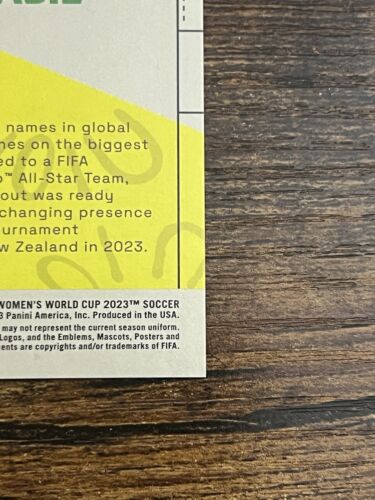 names in global
nes on the biggest
ed to a FIFA
™ All-Star Team,
out was ready
changing presence
urnament
w Zealand in 2023.
WOMEN'S WORLD CUP 2023™ SOCCER
3 Panini America, Inc. Produced in the USA.
may not represent the current season uniform.
Logos, and the Emblems, Mascots, Posters and
ents are copyrights and/or trademarks of FIFA.